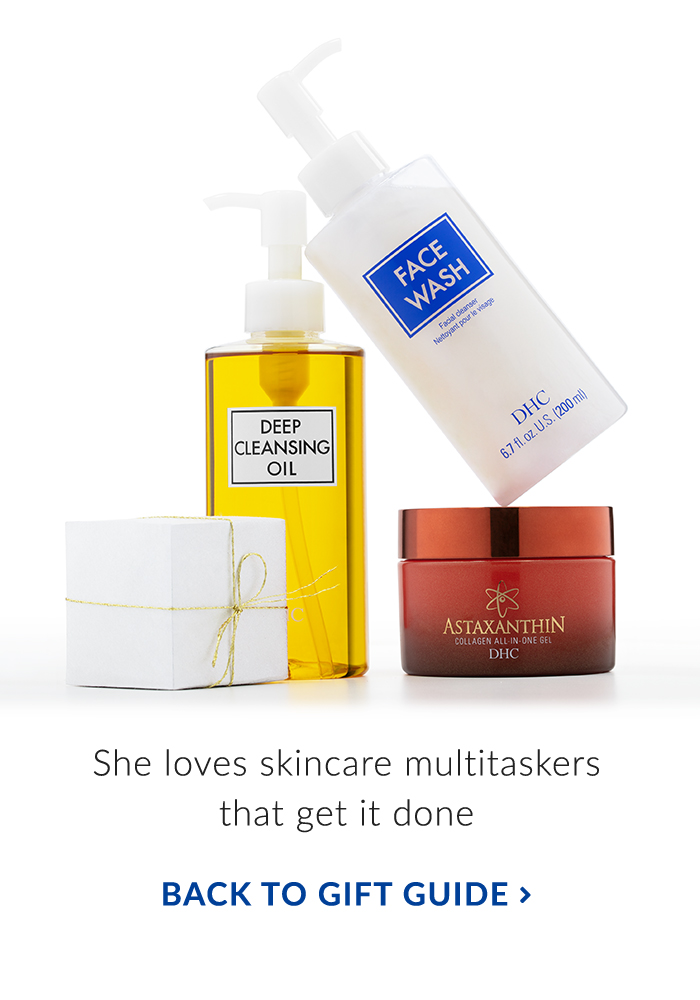 FACE
WASH
Facial cleanser
Nettoyant pour le visage
DHC
6.7 fl. oz. U.S. (200 ml)
DEEP
CLEANSING
OIL
ASTAXANTHIN
COLLAGEN ALL-IN-ONE GEL
DHC
She loves skincare multitaskers
that get it done
BACK TO GIFT GUIDE >